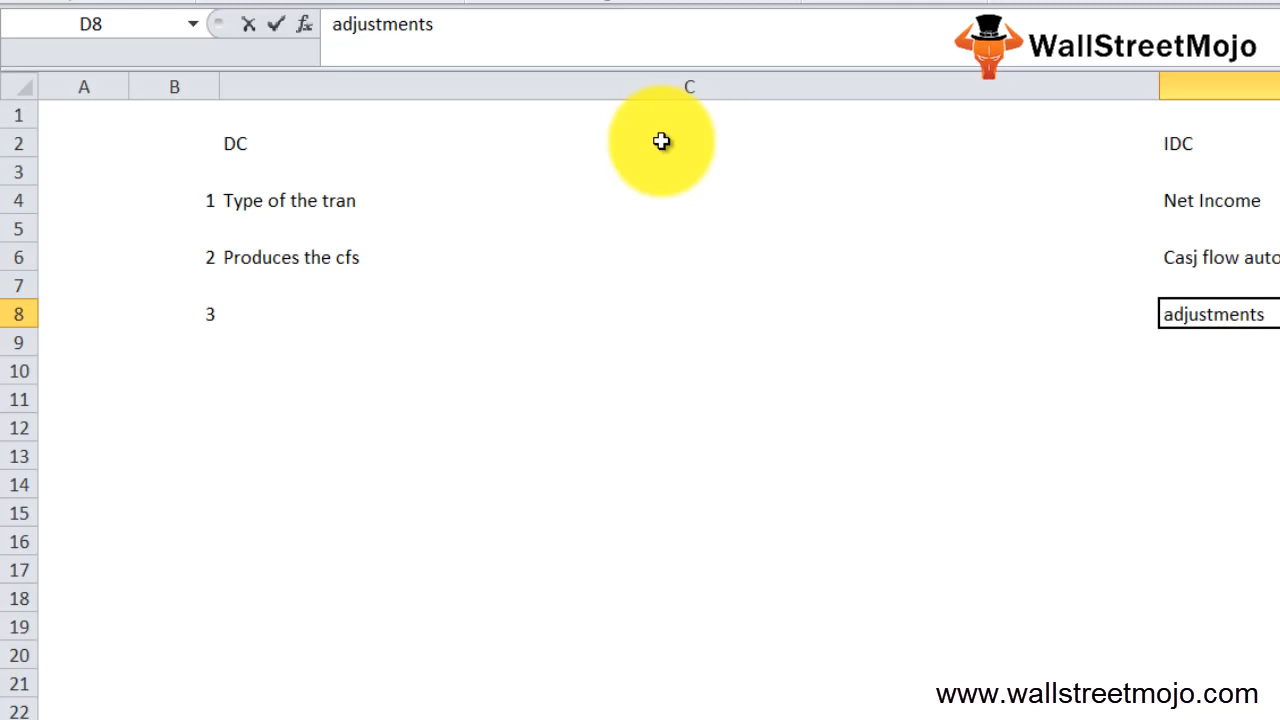 D8 fx adjustments
WallStreetMojo
A B C
1
2 DC IDC
3
4 1 Type of the tran Net Income
5
6 2 Produces the cfs Casj flow auto
7
8 3 adjustments
9
10
11
12
13
14
15
16
17
18
19
20
21
22
www.wallstreetmojo.com